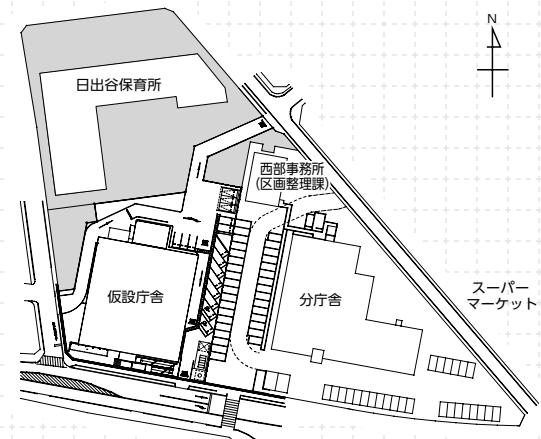 N
日出谷保育所
西部事務所
(区画整理課)
仮設庁舎
分庁舎
スーパー
マーケット